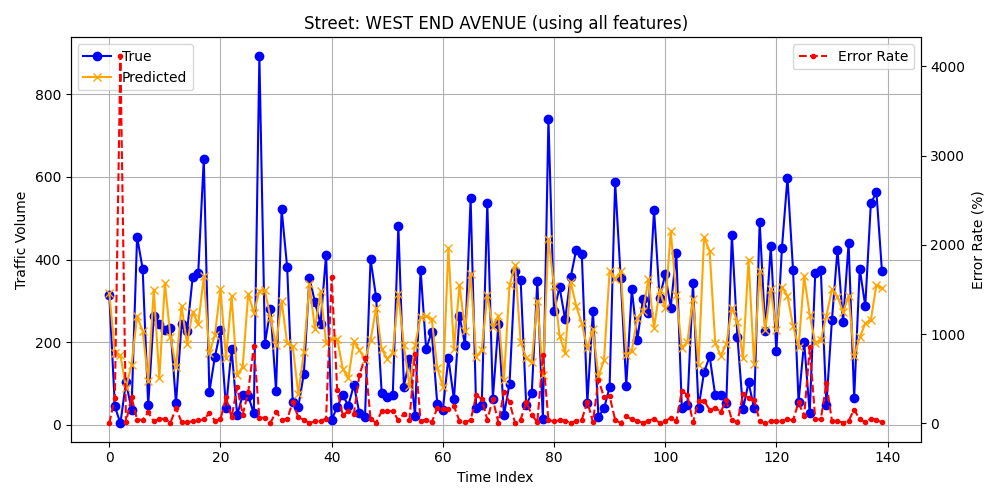 Street: WEST END AVENUE (using all features)
True
Predicted
Error Rate
Traffic Volume
800
600
400
200
0
4000
3000
2000
1000
0
Error Rate (%)
0 20 40 60 80 100 120 140
Time Index